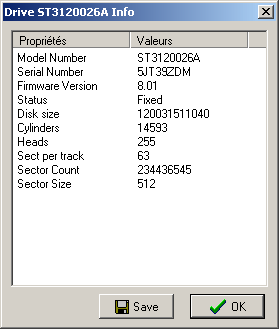 Drive ST3120026A Info
Propriétés Valeurs
Model Number ST3120026A
Serial Number 5JT39ZDM
Firmware Version 8.01
Status Fixed
Disk size 120031511040
Cylinders 14593
Heads 255
Sect per track 63
Sector Count 234436545
Sector Size 512
Save OK